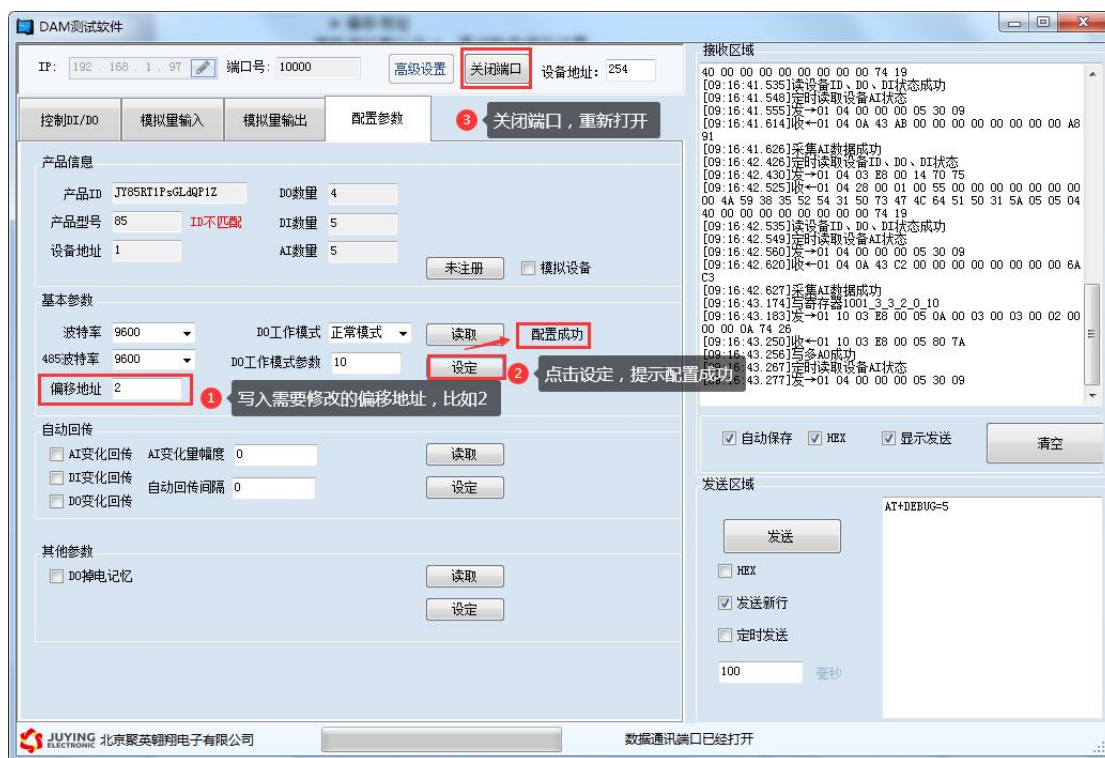 DAM测试软件
IP: 192 . 168 . 1 . 97 端口号: 10000 高级设置 关闭端口 设备地址: 254
控制DI/DO 模拟量输入 模拟量输出 配置参数
3 关闭端口，重新打开
产品信息
产品ID JY85RT1PsGLdQP1Z DO数量 4
产品型号 85 ID不匹配 DI数量 5
设备地址 1 AI数量 5
未注册 模拟设备
基本参数
波特率 9600 DO工作模式 正常模式 读取 配置成功
485波特率 9600 DO工作模式参数 10 设定
2 点击设定，提示配置成功
偏移地址 2
1 写入需要修改的偏移地址，比如2
自动回传
AI变化回传 AI变化量幅度 0 读取
DI变化回传 自动回传间隔 0 设定
DO变化回传
其他参数
DO掉电记忆 读取
设定
接收区域
40 00 00 00 00 00 00 00 00 74 19
[09:16:41.535]读设备ID、DO、DI状态成功
[09:16:41.548]定时读取设备AI状态
[09:16:41.555]发→01 04 00 00 00 05 30 09
[09:16:41.614]收←01 04 0A 43 AB 00 00 00 00 00 00 00 00 A8
91
[09:16:41.626]采集AI数据成功
[09:16:42.426]定时读取设备ID、DO、DI状态
[09:16:42.430]发→01 04 03 E8 00 14 70 75
[09:16:42.525]收←01 04 28 00 01 00 55 00 00 00 00 00 00 00
00 4A 59 38 35 52 54 31 50 73 47 4C 64 51 50 31 5A 05 05 04
40 00 00 00 00 00 00 00 00 74 19
[09:16:42.535]读设备ID、DO、DI状态成功
[09:16:42.549]定时读取设备AI状态
[09:16:42.560]发→01 04 00 00 00 05 30 09
[09:16:42.620]收←01 04 0A 43 C2 00 00 00 00 00 00 00 00 6A
C3
[09:16:42.627]采集AI数据成功
[09:16:43.174]写寄存器1001_3_3_2_0_10
[09:16:43.183]发→01 10 03 E8 00 05 0A 00 03 00 03 00 02 00
00 00 0A 74 26
[09:16:43.250]收←01 10 03 E8 00 05 80 7A
[09:16:43.256]写多AO成功
:16:43.267]定时读取设备AI状态
:16:43.277]发→01 04 00 00 00 05 30 09
自动保存 HEX 显示发送 清空
发送区域
AT+DEBUG=5
发送
HEX
发送新行
定时发送
100 毫秒
JUYING ELECTRONIC 北京聚英翱翔电子有限公司 数据通讯端口已经打开